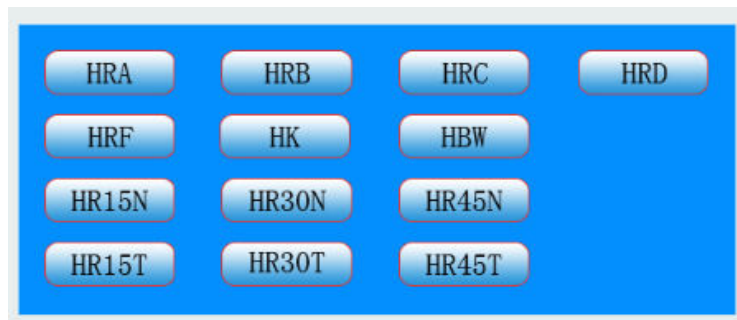 HRA HRB HRC HRD
HRF HK HBW
HR15N HR30N HR45N
HR15T HR30T HR45T